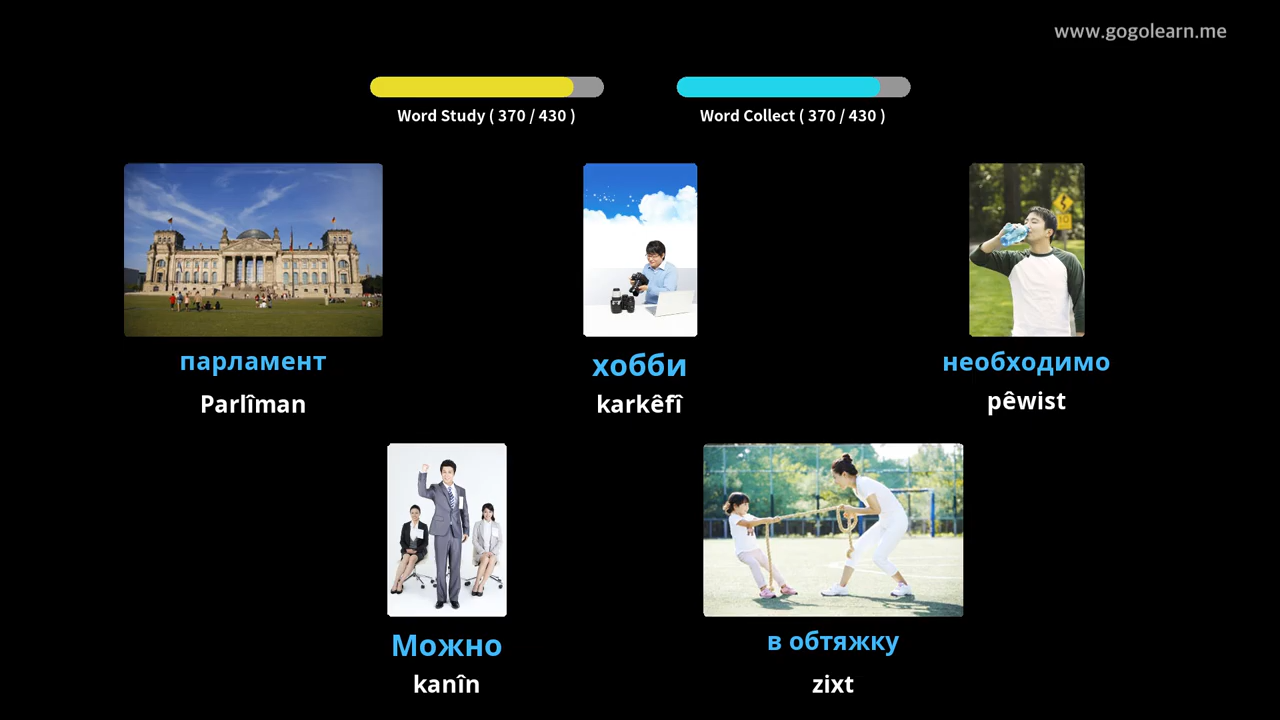 www.gogolearn.me
Word Study ( 370 / 430 )
Word Collect ( 370 / 430 )
парламент
Parlîman
хобби
karkêfî
необходимо
pêwist
Можно
kanîn
в обтяжку
zixt